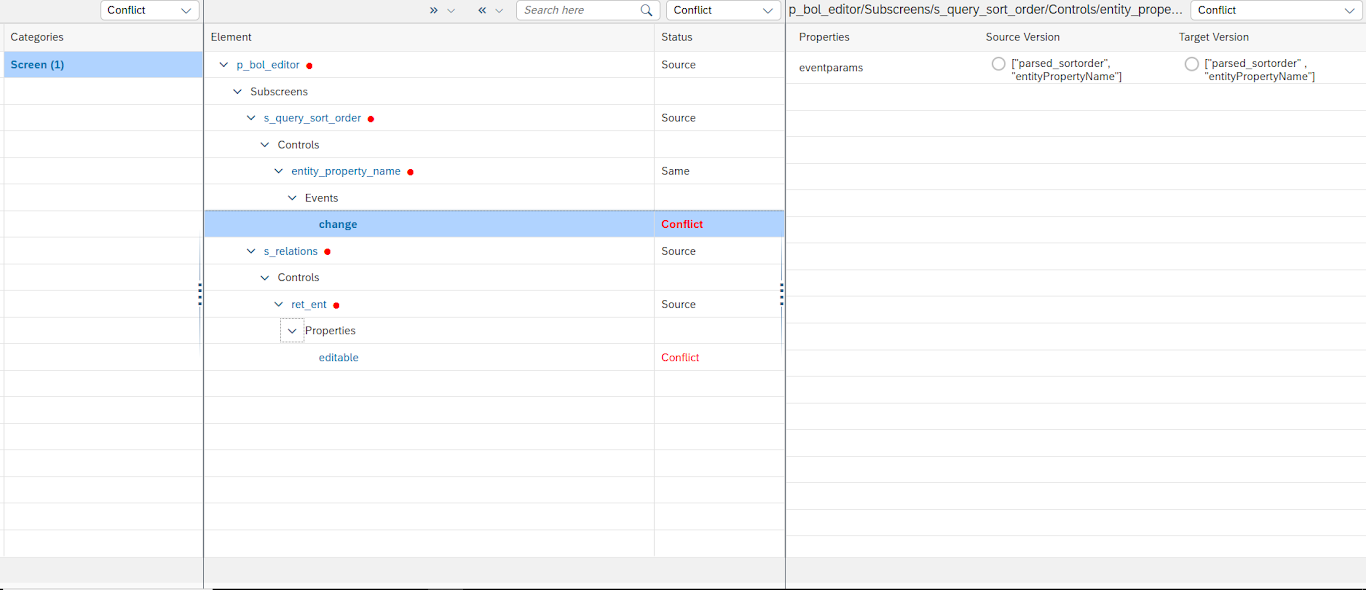 Conflict
»
«
Search here
Conflict
p_bol_editor/Subscreens/s_query_sort_order/Controls/entity_prope...
Conflict
Categories
Element
Status
Properties
Source Version
Target Version
Screen (1)
p_bol_editor
Source
eventparams
["parsed_sortorder",
"entityPropertyName"]
["parsed_sortorder" ,
"entityPropertyName"]
Subscreens
s_query_sort_order
Source
Controls
entity_property_name
Same
Events
change
Conflict
s_relations
Source
Controls
ret_ent
Source
Properties
editable
Conflict